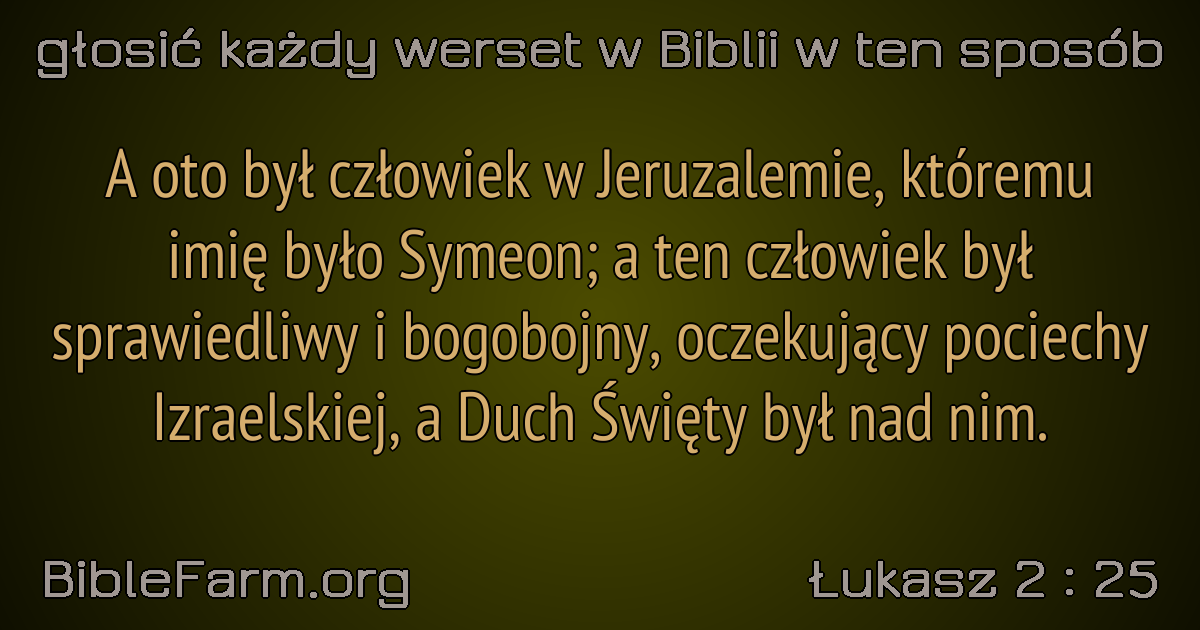 głosić każdy werset w Biblii w ten sposób
A oto był człowiek w Jeruzalemie, któremu
imię było Symeon; a ten człowiek był
sprawiedliwy i bogobojny, oczekujący pociechy
Izraelskiej, a Duch Święty był nad nim.
BibleFarm.org
Łukasz 2 : 25